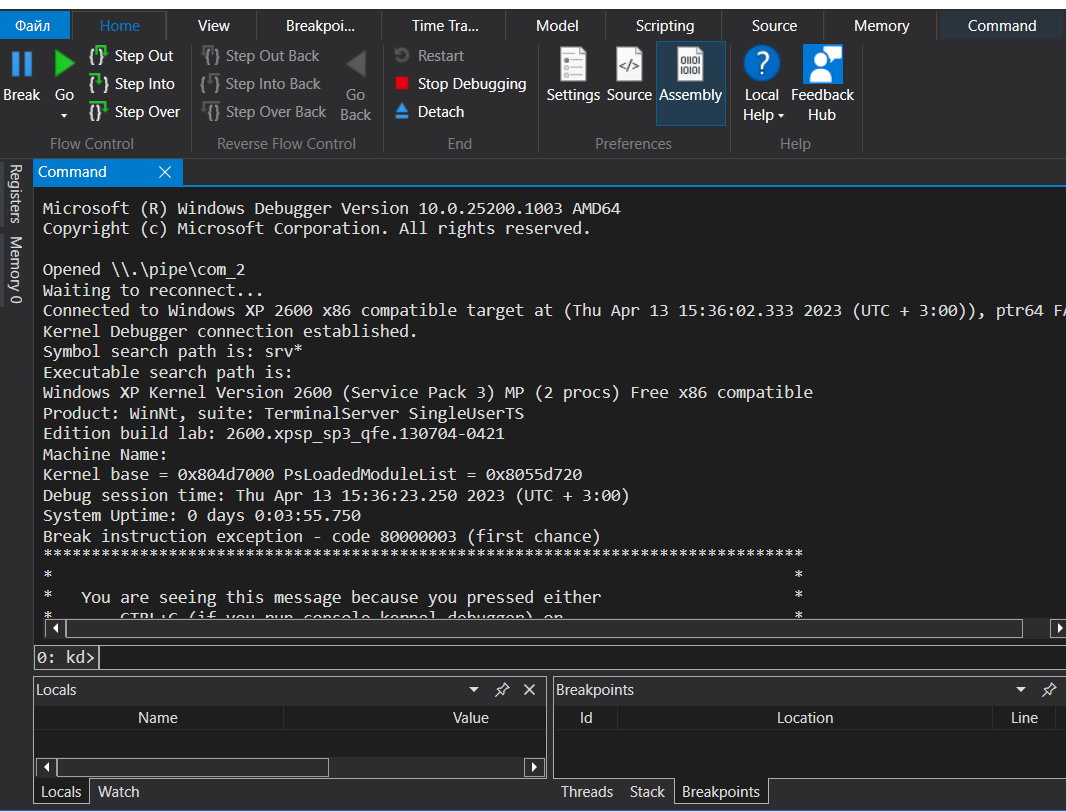 Файл Home View Breakpoi... Time Tra... Model Scripting Source Memory Command
Step Out Step Out Back Restart
Step Into Step Into Back Stop Debugging
Break Go Go Back Settings Source Assembly Local Help Feedback Hub
Step Over Step Over Back Detach
Flow Control Reverse Flow Control End Preferences Help
Registers
Memory 0
Command
Microsoft (R) Windows Debugger Version 10.0.25200.1003 AMD64
Copyright (c) Microsoft Corporation. All rights reserved.
Opened \\.\pipe\com_2
Waiting to reconnect...
Connected to Windows XP 2600 x86 compatible target at (Thu Apr 13 15:36:02.333 2023 (UTC + 3:00)), ptr64 FA
Kernel Debugger connection established.
Symbol search path is: srv*
Executable search path is:
Windows XP Kernel Version 2600 (Service Pack 3) MP (2 procs) Free x86 compatible
Product: WinNt, suite: TerminalServer SingleUserTS
Edition build lab: 2600.xpsp_sp3_qfe.130704-0421
Machine Name:
Kernel base = 0x804d7000 PsLoadedModuleList = 0x8055d720
Debug session time: Thu Apr 13 15:36:23.250 2023 (UTC + 3:00)
System Uptime: 0 days 0:03:55.750
Break instruction exception - code 80000003 (first chance)
*******************************************************************************
* *
* You are seeing this message because you pressed either *
* CTRL+C (if you run console kernel debugger) or, *
0: kd>
Locals Breakpoints
Name Value Id Location Line
Locals Watch Threads Stack Breakpoints